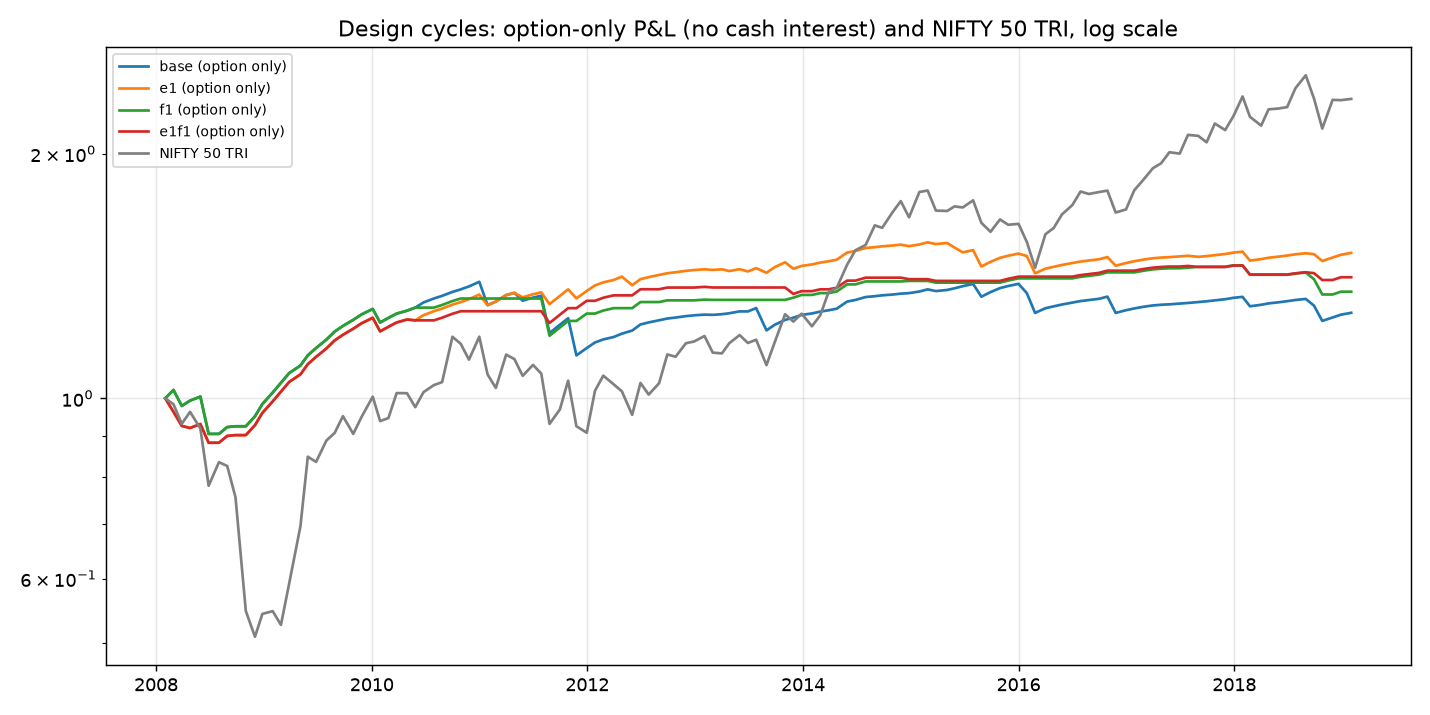 Design cycles: option-only P&L (no cash interest) and NIFTY 50 TRI, log scale
base (option only)
e1 (option only)
f1 (option only)
e1f1 (option only)
NIFTY 50 TRI
2 × 10⁰
10⁰
6 × 10⁻¹
2008 2010 2012 2014 2016 2018